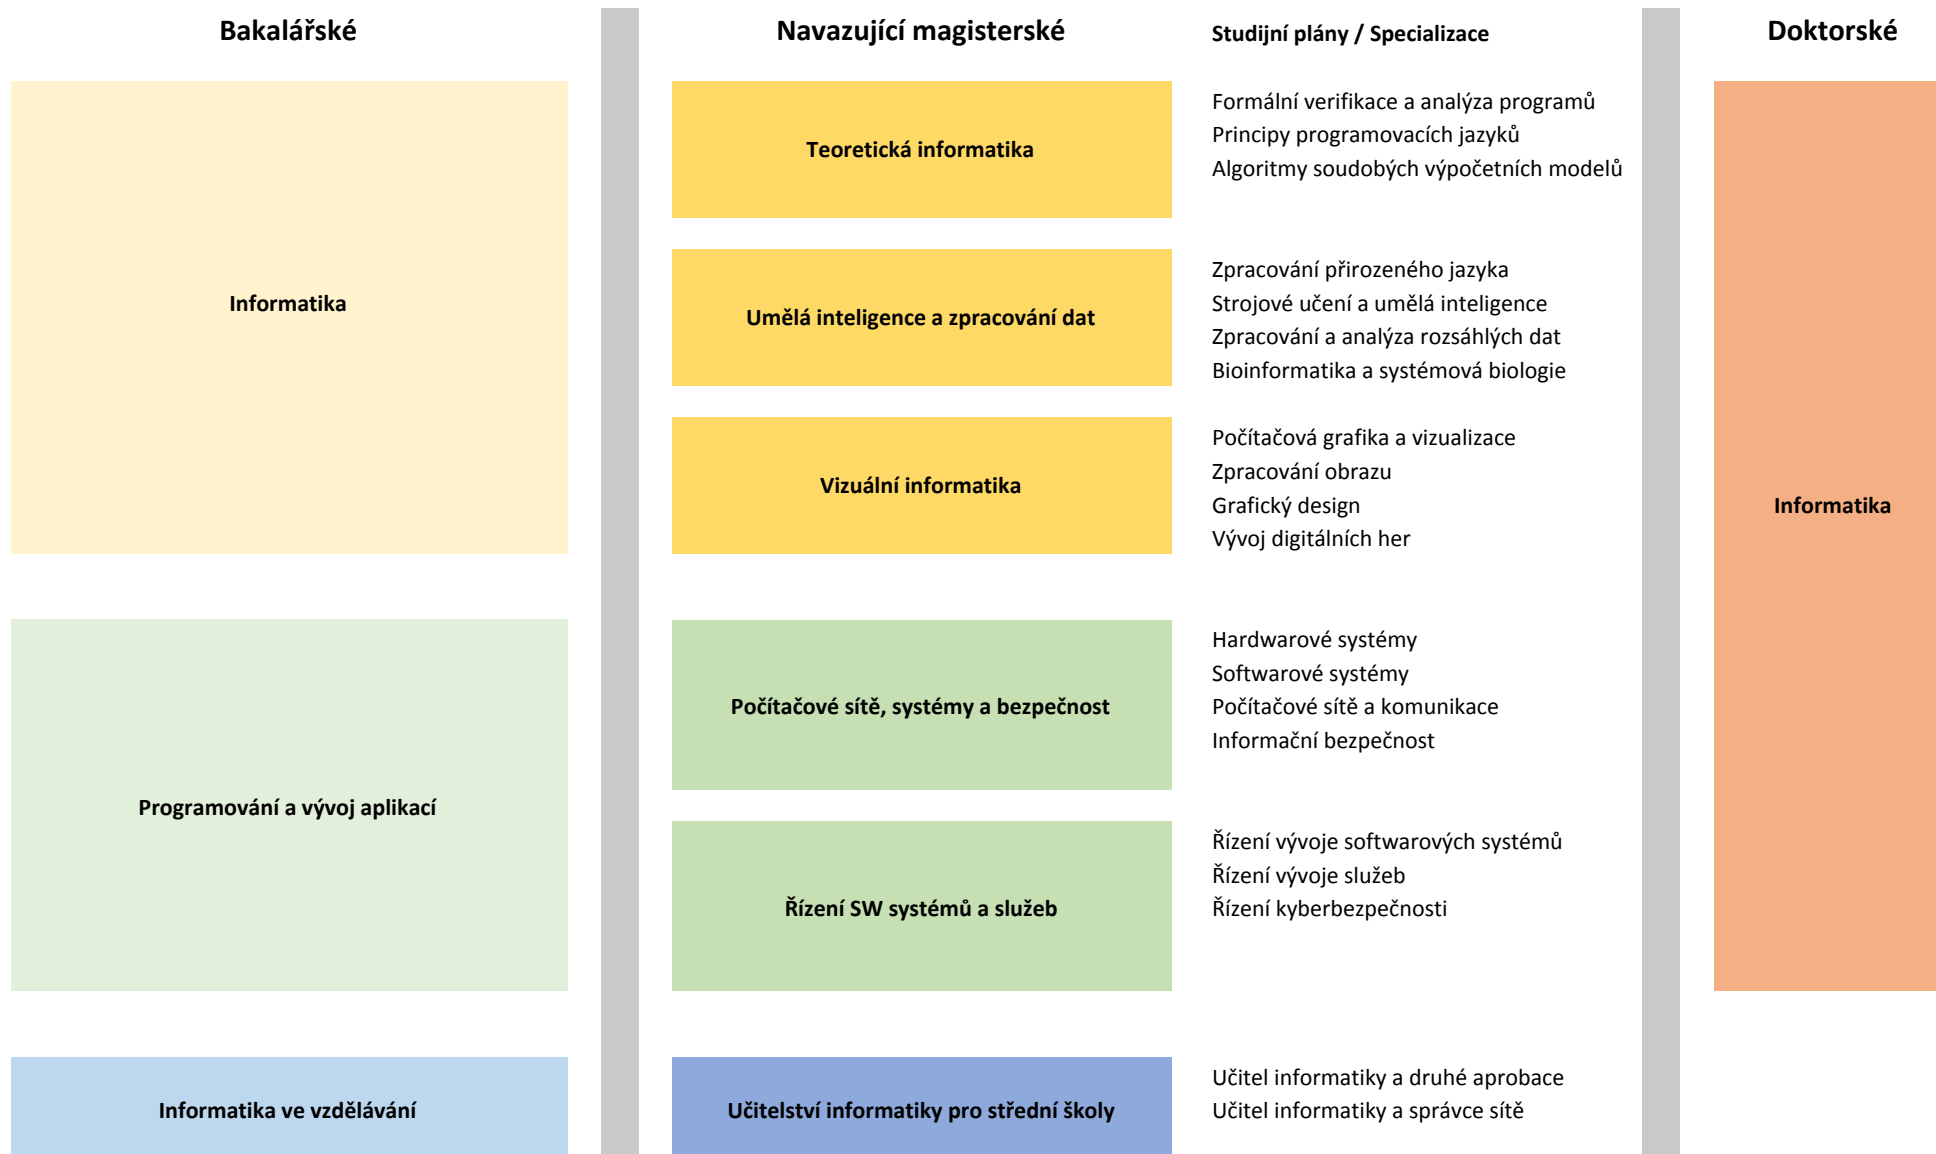 Bakalářské
Navazující magisterské
Studijní plány / Specializace
Doktorské
Informatika
Teoretická informatika
Formální verifikace a analýza programů
Principy programovacích jazyků
Algoritmy soudobých výpočetních modelů
Umělá inteligence a zpracování dat
Zpracování přirozeného jazyka
Strojové učení a umělá inteligence
Zpracování a analýza rozsáhlých dat
Bioinformatika a systémová biologie
Vizuální informatika
Počítačová grafika a vizualizace
Zpracování obrazu
Grafický design
Vývoj digitálních her
Informatika
Programování a vývoj aplikací
Počítačové sítě, systémy a bezpečnost
Hardwarové systémy
Softwarové systémy
Počítačové sítě a komunikace
Informační bezpečnost
Řízení SW systémů a služeb
Řízení vývoje softwarových systémů
Řízení vývoje služeb
Řízení kyberbezpečnosti
Informatika ve vzdělávání
Učitelství informatiky pro střední školy
Učitel informatiky a druhé aprobace
Učitel informatiky a správce sítě